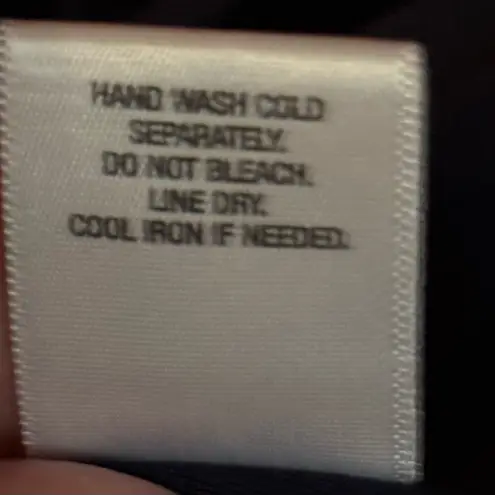 HAND WASH COLD
SEPARATELY.
DO NOT BLEACH.
LINE DRY.
COOL IRON IF NEEDED.